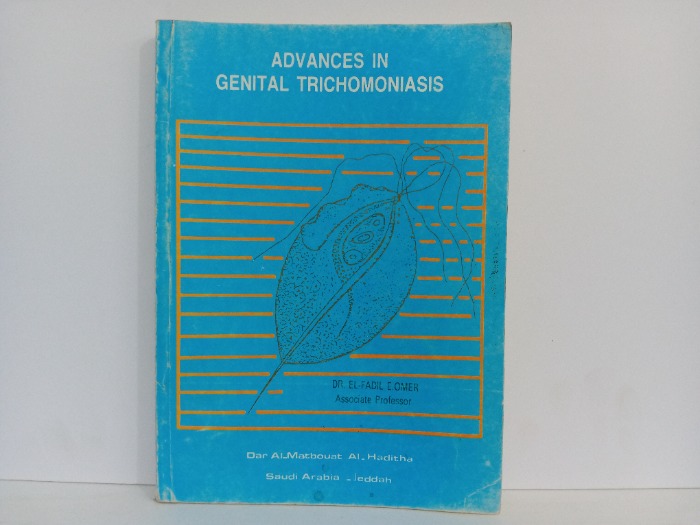 ADVANCES IN
GENITAL TRICHOMONIASIS
DR. EL-FADIL E.OMER
Associate Professor
Dar Al-Matbouat Al-Haditha
Saudi Arabia - Jeddah